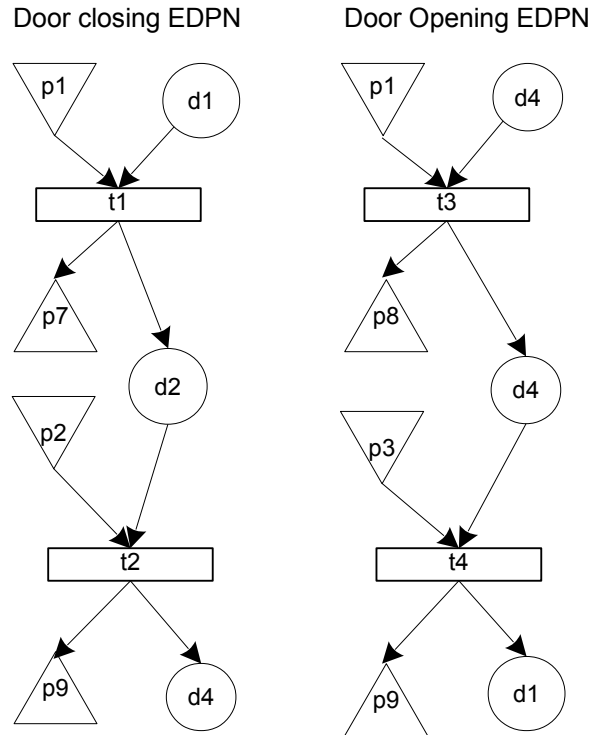 Door closing EDPN
Door Opening EDPN
p1
d1
p1
d4
t1
t3
p7
p8
d2
d4
p2
p3
t2
t4
p9
d4
p9
d1